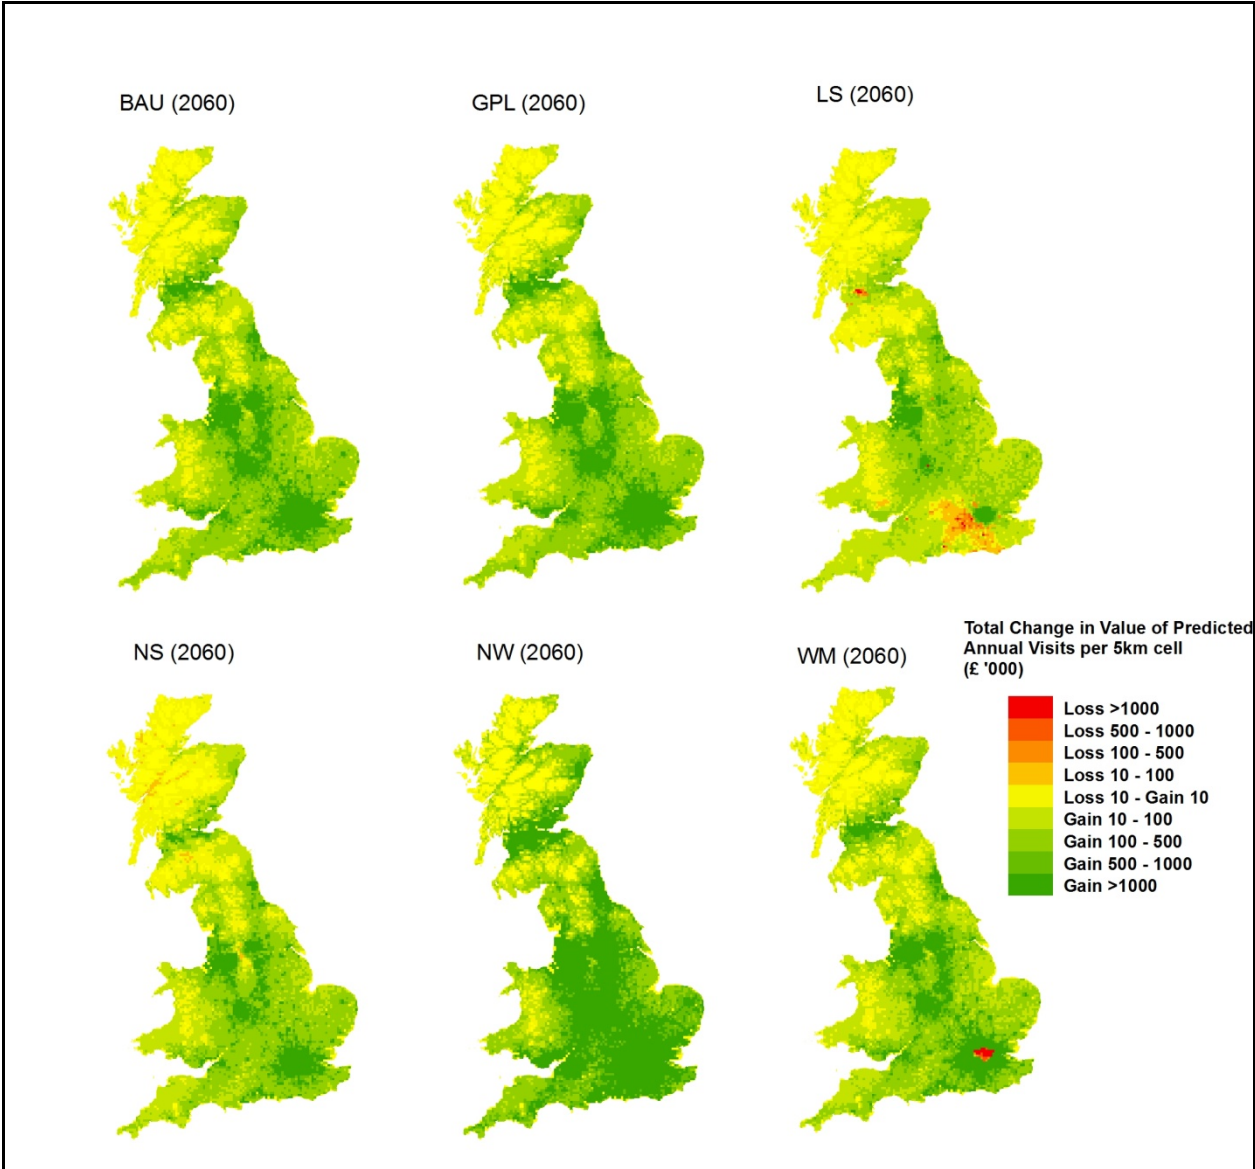 BAU (2060)
GPL (2060)
LS (2060)
NS (2060)
NW (2060)
WM (2060)
Total Change in Value of Predicted
Annual Visits per 5km cell
(£ '000)
Loss >1000
Loss 500 - 1000
Loss 100 - 500
Loss 10 - 100
Loss 10 - Gain 10
Gain 10 - 100
Gain 100 - 500
Gain 500 - 1000
Gain >1000